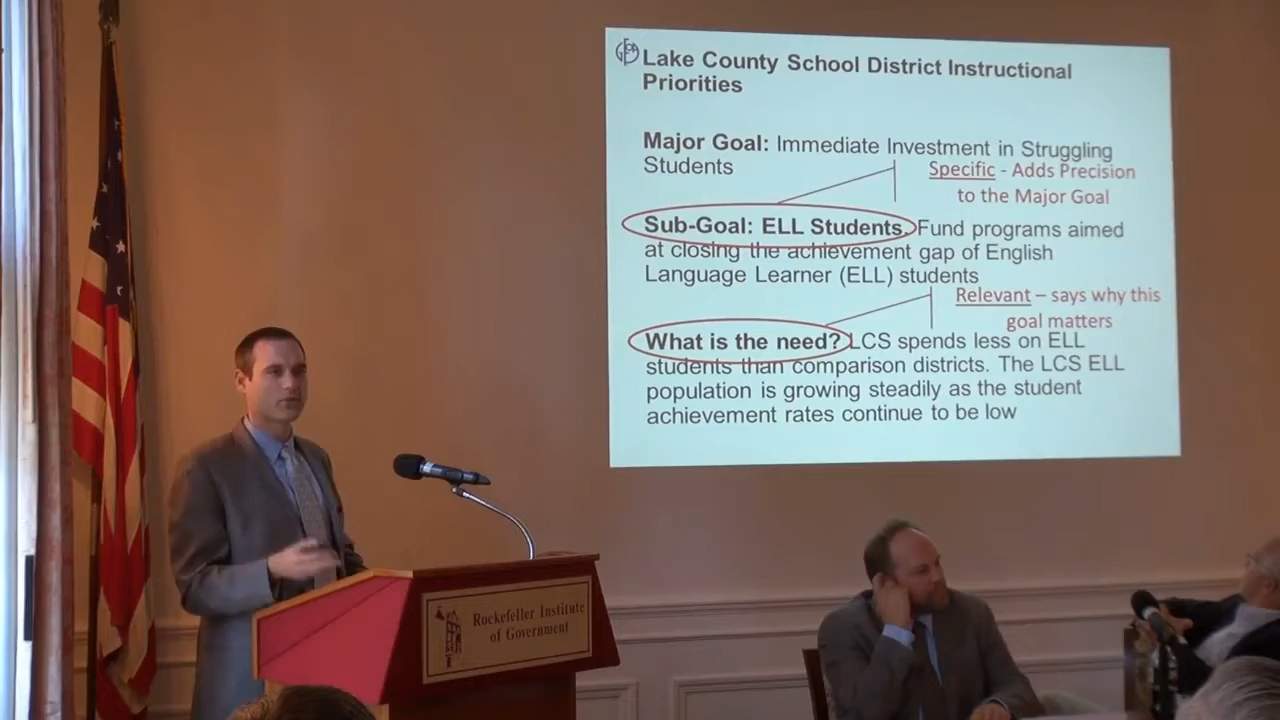 Lake County School District Instructional
Priorities
Major Goal: Immediate Investment in Struggling
Students
Specific - Adds Precision
to the Major Goal
Sub-Goal: ELL Students. Fund programs aimed
at closing the achievement gap of English
Language Learner (ELL) students
Relevant – says why this
goal matters
What is the need? LCS spends less on ELL
students than comparison districts. The LCS ELL
population is growing steadily as the student
achievement rates continue to be low
Rockefeller Institute
of Government